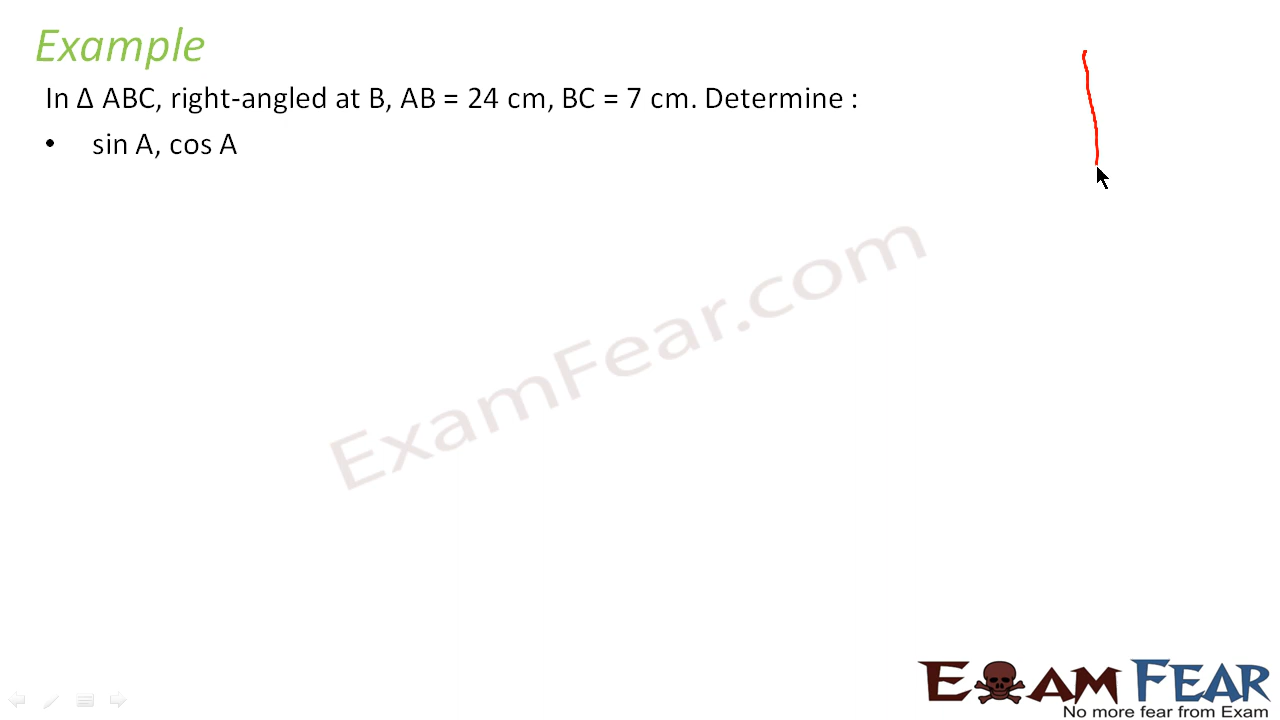 Example
In Δ ABC, right-angled at B, AB = 24 cm, BC = 7 cm. Determine :
• sin A, cos A
ExamFear.com
EXAM FEAR
No more fear from Exam